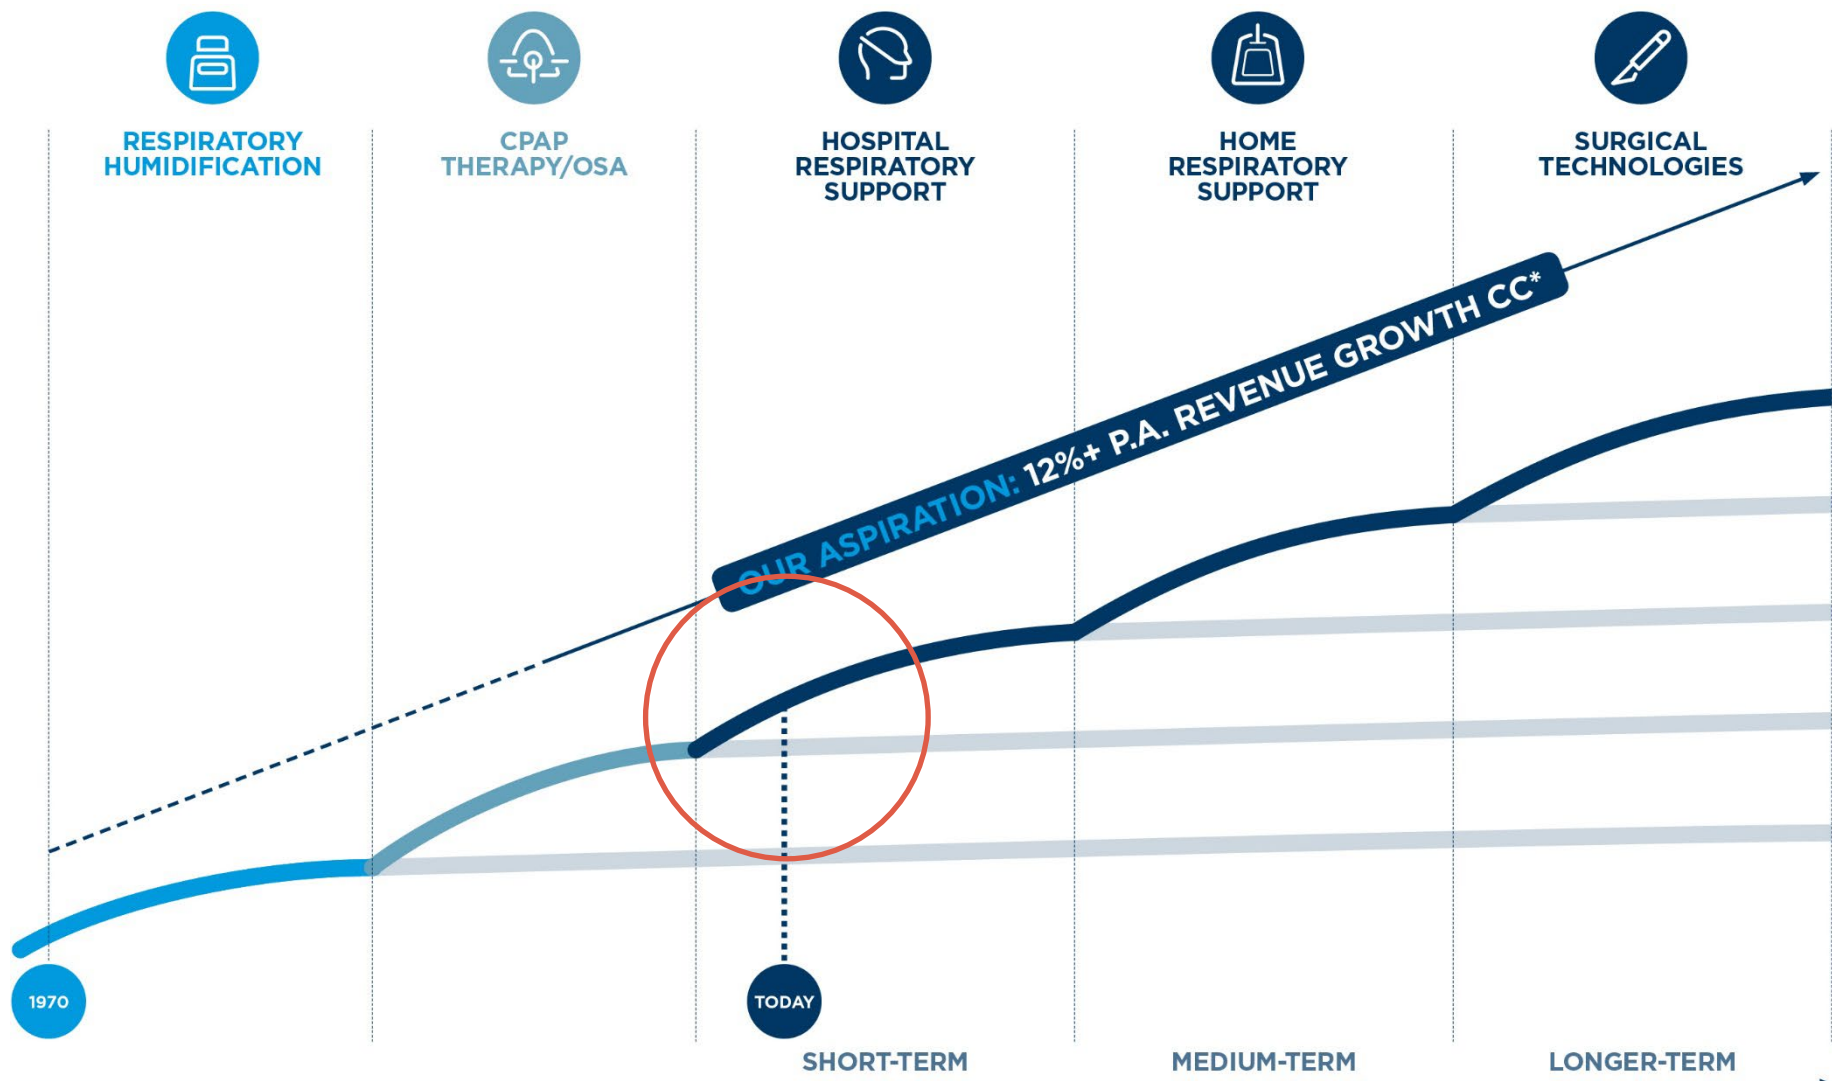 RESPIRATORY
HUMIDIFICATION
CPAP
THERAPY/OSA
HOSPITAL
RESPIRATORY
SUPPORT
HOME
RESPIRATORY
SUPPORT
SURGICAL
TECHNOLOGIES
OUR ASPIRATION: 12%+ P.A. REVENUE GROWTH CC*
1970
TODAY
SHORT-TERM
MEDIUM-TERM
LONGER-TERM